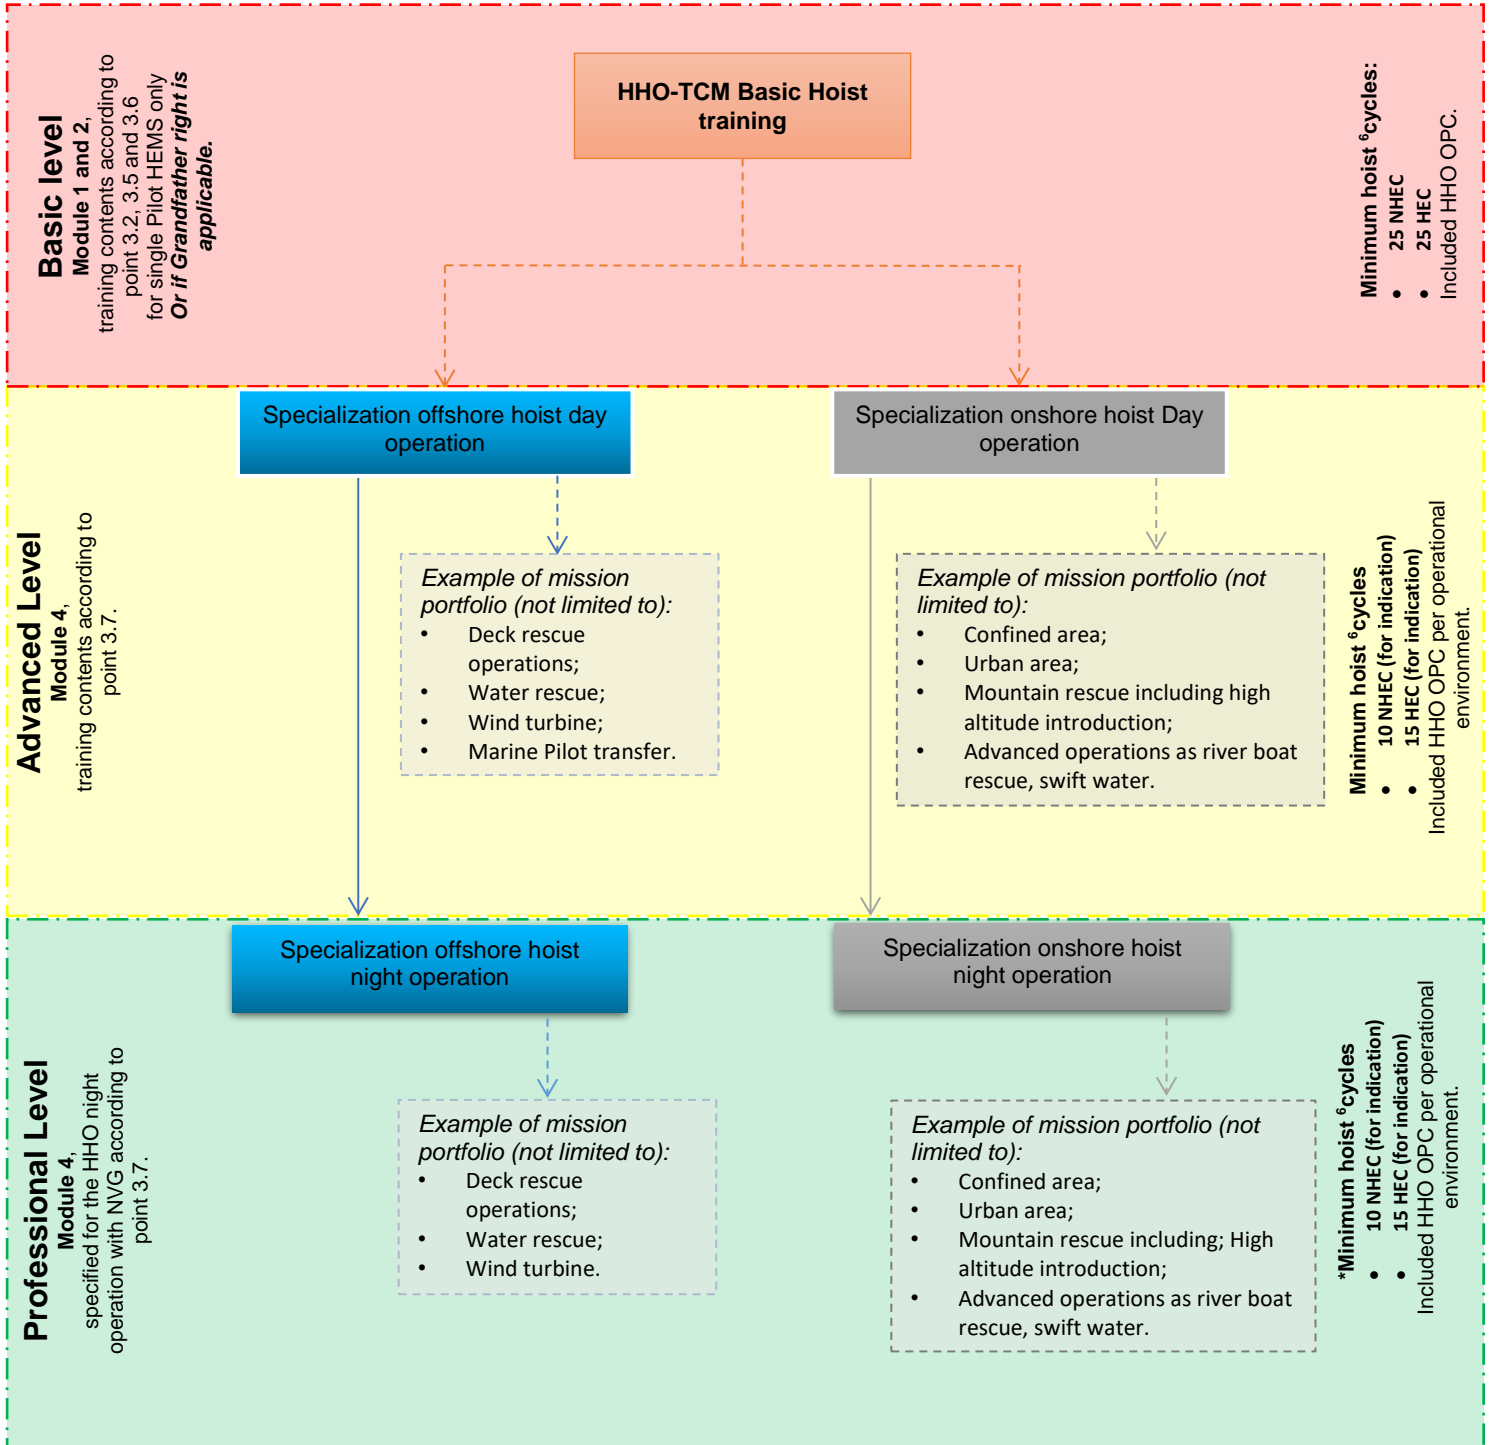 Basic level
Module 1 and 2,
training contents according to
point 3.2, 3.5 and 3.6
for single Pilot HEMS only
Or if Grandfather right is
applicable.
HHO-TCM Basic Hoist
training
Minimum hoist ⁶cycles:
• 25 NHEC
• 25 HEC
Included HHO OPC.
Advanced Level
Module 4,
training contents according to
point 3.7.
Specialization offshore hoist day
operation
Specialization onshore hoist Day
operation
Example of mission
portfolio (not limited to):
• Deck rescue
operations;
• Water rescue;
• Wind turbine;
• Marine Pilot transfer.
Example of mission portfolio (not
limited to):
• Confined area;
• Urban area;
• Mountain rescue including high
altitude introduction;
• Advanced operations as river boat
rescue, swift water.
Minimum hoist ⁶cycles
• 10 NHEC (for indication)
• 15 HEC (for indication)
Included HHO OPC per operational
environment.
Professional Level
Module 4,
specified for the HHO night
operation with NVG according to
point 3.7.
Specialization offshore hoist
night operation
Specialization onshore hoist
night operation
Example of mission
portfolio (not limited to):
• Deck rescue
operations;
• Water rescue;
• Wind turbine.
Example of mission portfolio (not
limited to):
• Confined area;
• Urban area;
• Mountain rescue including; High
altitude introduction;
• Advanced operations as river boat
rescue, swift water.
*Minimum hoist ⁶cycles
• 10 NHEC (for indication)
• 15 HEC (for indication)
Included HHO OPC per operational
environment.